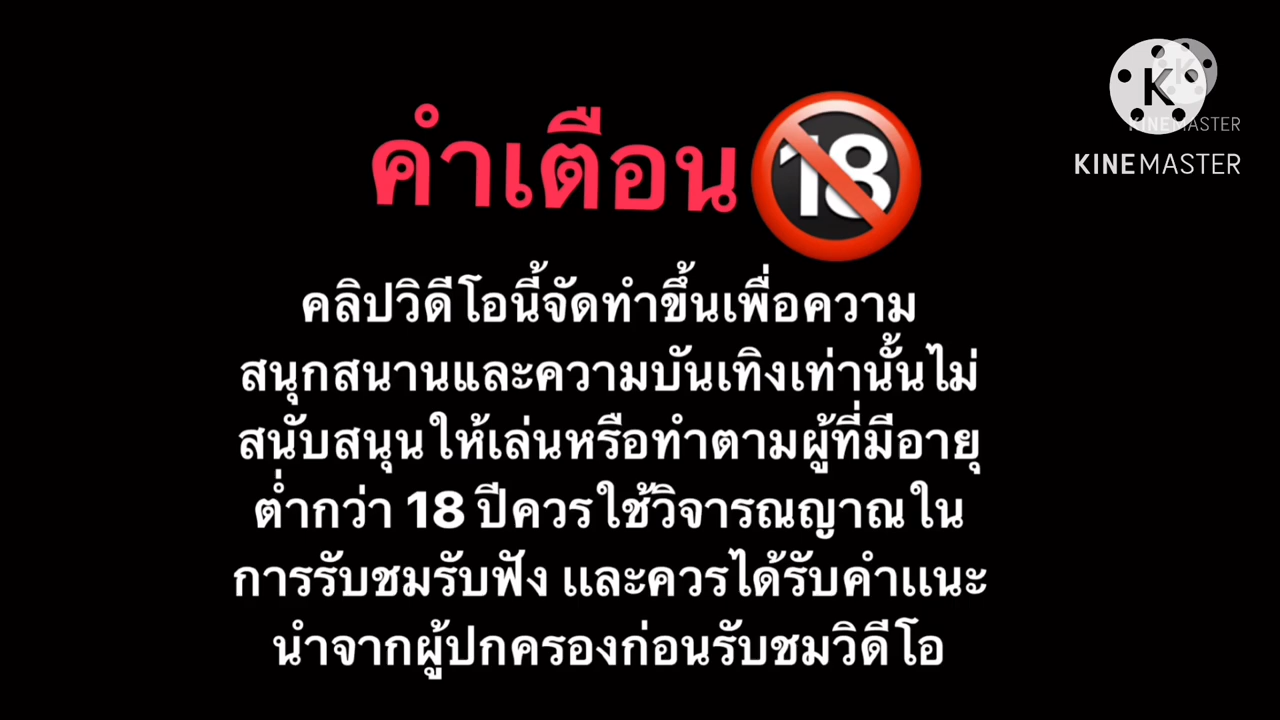 คำเตือน🔞
คลิปวิดีโอนี้จัดทำขึ้นเพื่อความ
สนุกสนานและความบันเทิงเท่านั้นไม่
สนับสนุนให้เล่นหรือทำตามผู้ที่มีอายุ
ต่ำกว่า 18 ปีควรใช้วิจารณญาณใน
การรับชมรับฟัง และควรได้รับคำแนะ
นำจากผู้ปกครองก่อนรับชมวิดีโอ
K
K
KINEMASTER
KINEMASTER